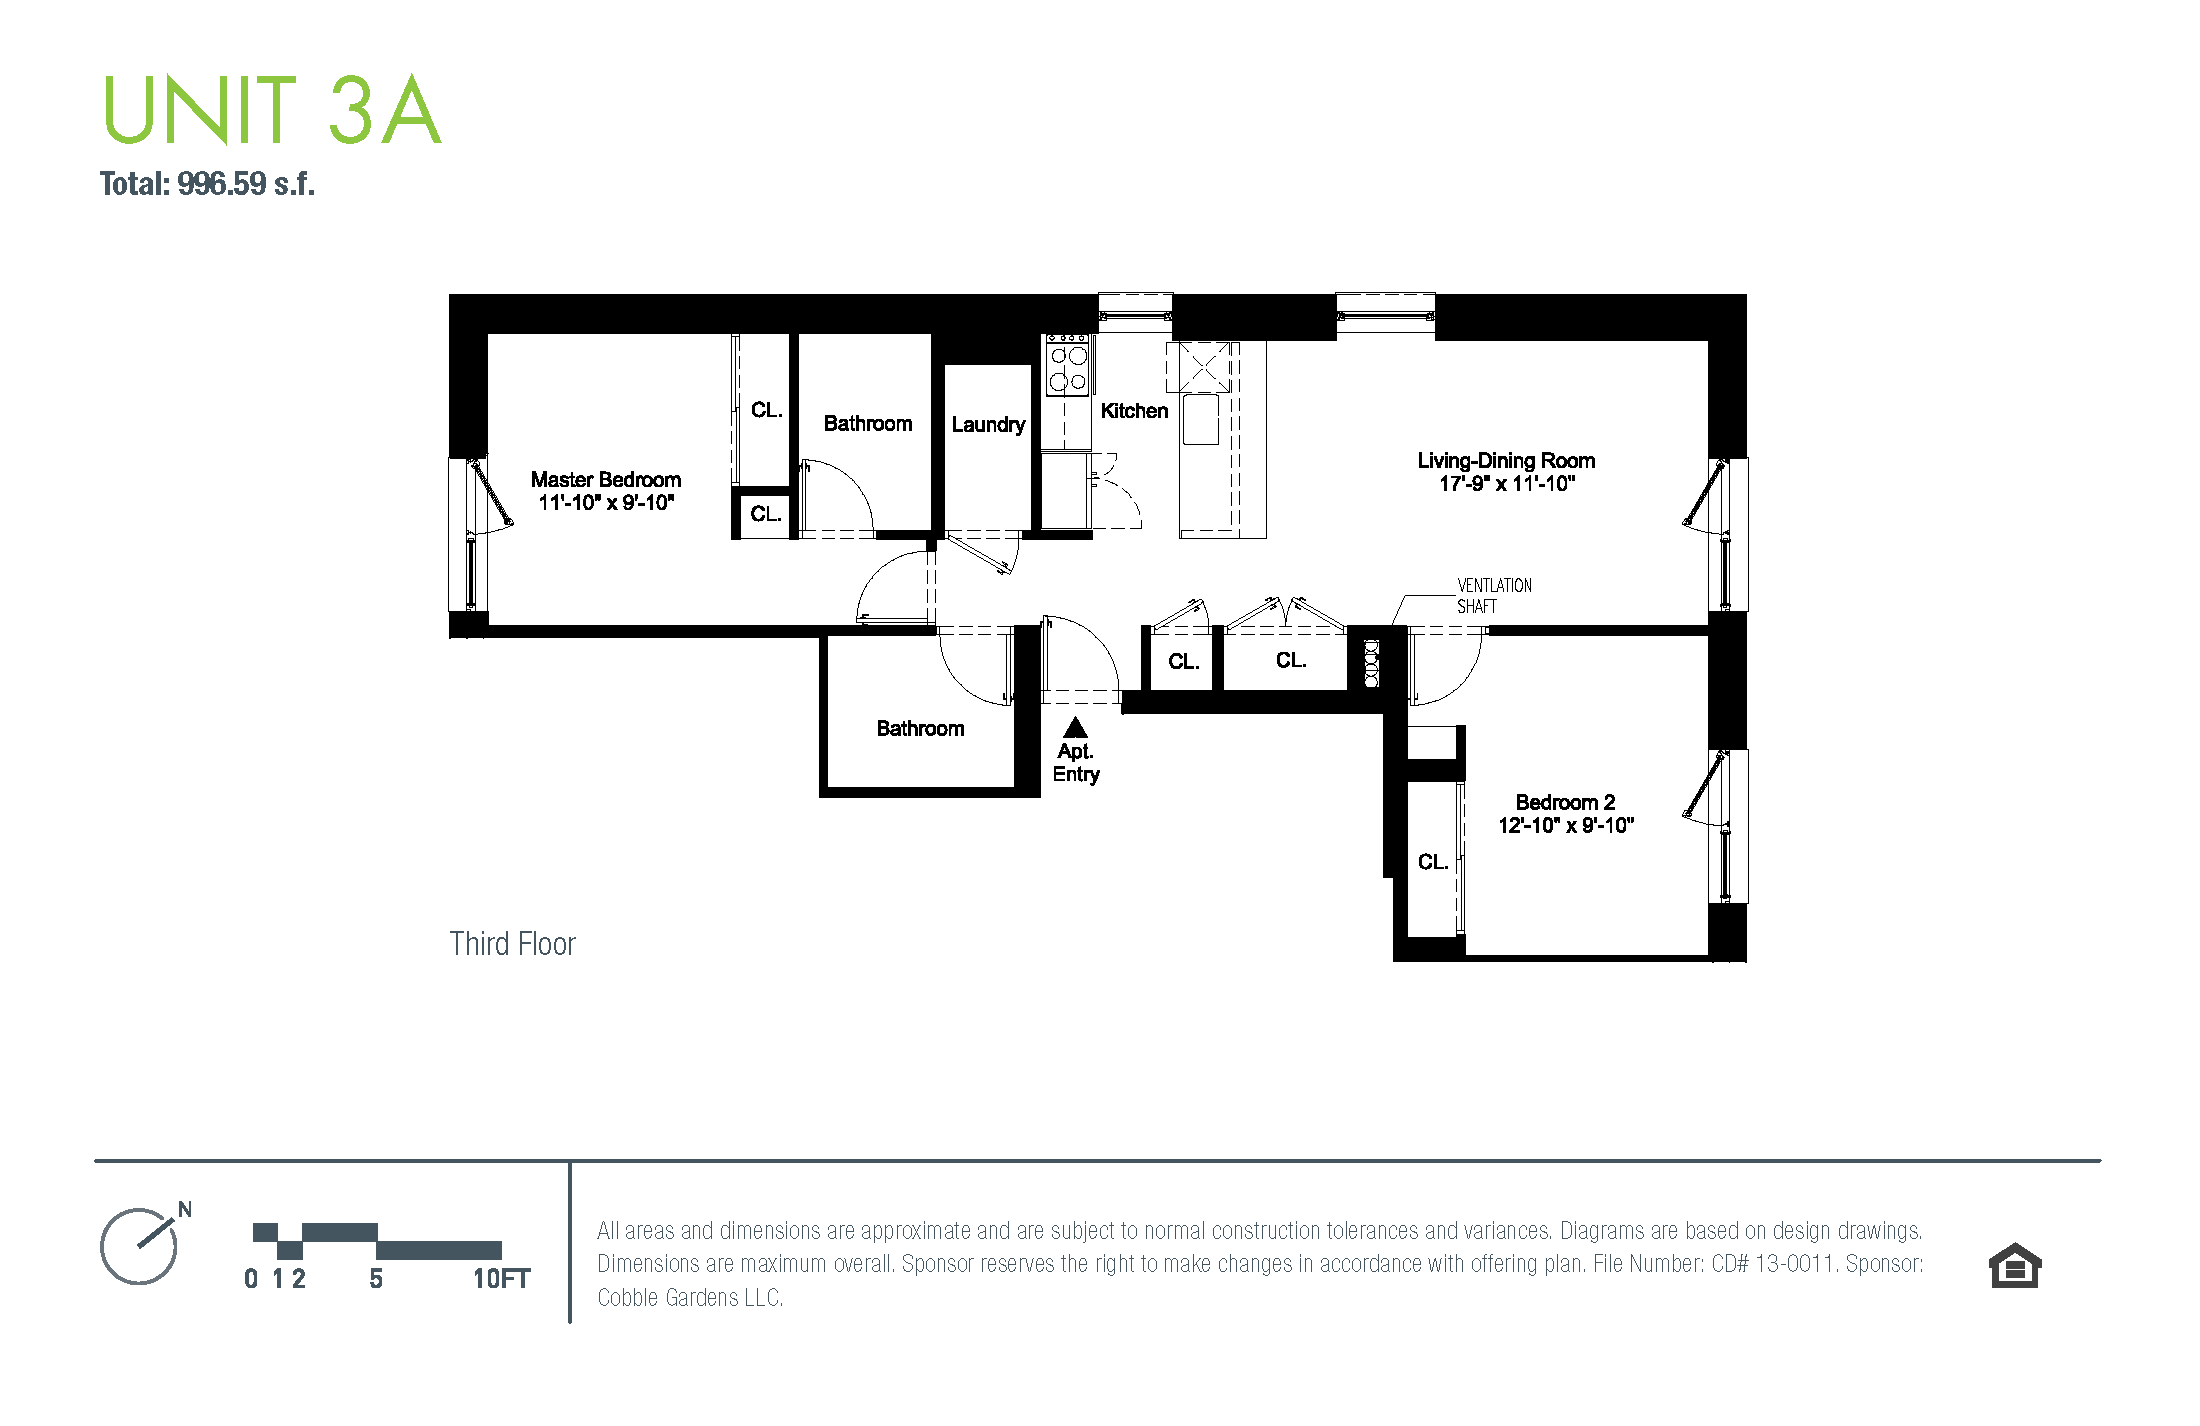 UNIT 3A
Total: 996.59 s.f.
CL.
Bathroom
Laundry
Kitchen
Master Bedroom
11'-10" x 9'-10"
CL.
Living-Dining Room
17'-9" x 11'-10"
VENTLATION
SHAFT
CL.
CL.
Bathroom
Apt.
Entry
Bedroom 2
12'-10" x 9'-10"
CL.
Third Floor
N
0 1 2 5 10FT
All areas and dimensions are approximate and are subject to normal construction tolerances and variances. Diagrams are based on design drawings.
Dimensions are maximum overall. Sponsor reserves the right to make changes in accordance with offering plan. File Number: CD# 13-0011. Sponsor:
Cobble Gardens LLC.